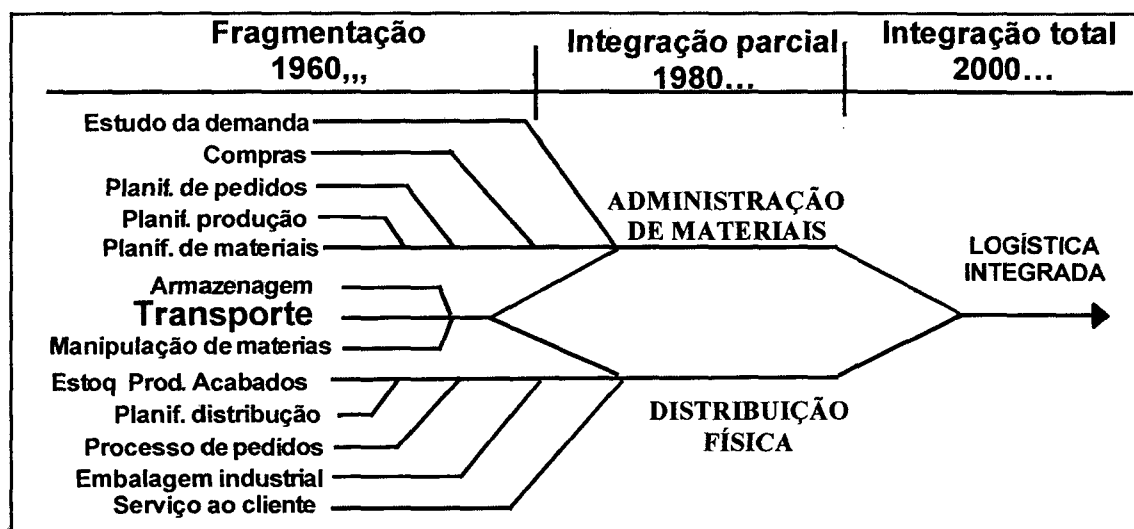 Fragmentação
1960,,,
Integração parcial
1980...
Integração total
2000...
Estudo da demanda
Compras
Planif. de pedidos
Planif. produção
Planif. de materiais
Armazenagem
Transporte
Manipulação de materias
Estoq Prod. Acabados
Planif. distribução
Processo de pedidos
Embalagem industrial
Serviço ao cliente
ADMINISTRAÇÃO
DE MATERIAIS
DISTRIBUIÇÃO
FÍSICA
LOGÍSTICA
INTEGRADA